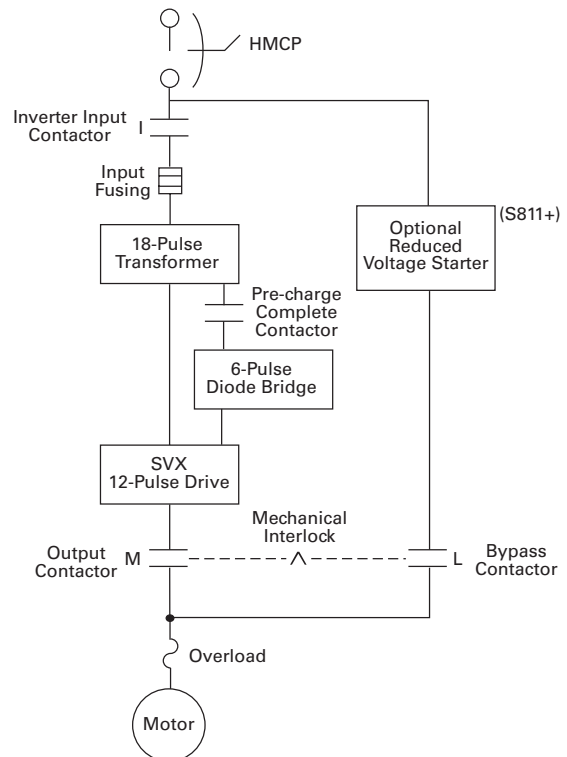 HMCP
Inverter Input
Contactor
I
Input
Fusing
(S811+)
Optional
Reduced
Voltage Starter
18-Pulse
Transformer
Pre-charge
Complete
Contactor
6-Pulse
Diode Bridge
SVX
12-Pulse Drive
Mechanical
Interlock
Output
Contactor
M
L
Bypass
Contactor
Overload
Motor